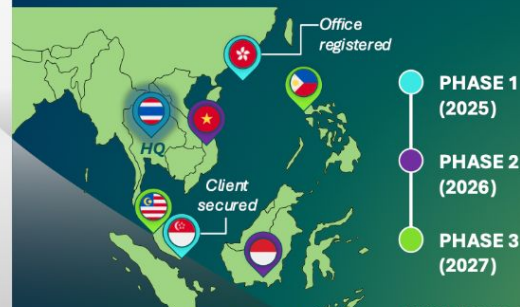 Office
registered
HQ
Client
secured
PHASE 1
(2025)
PHASE 2
(2026)
PHASE 3
(2027)